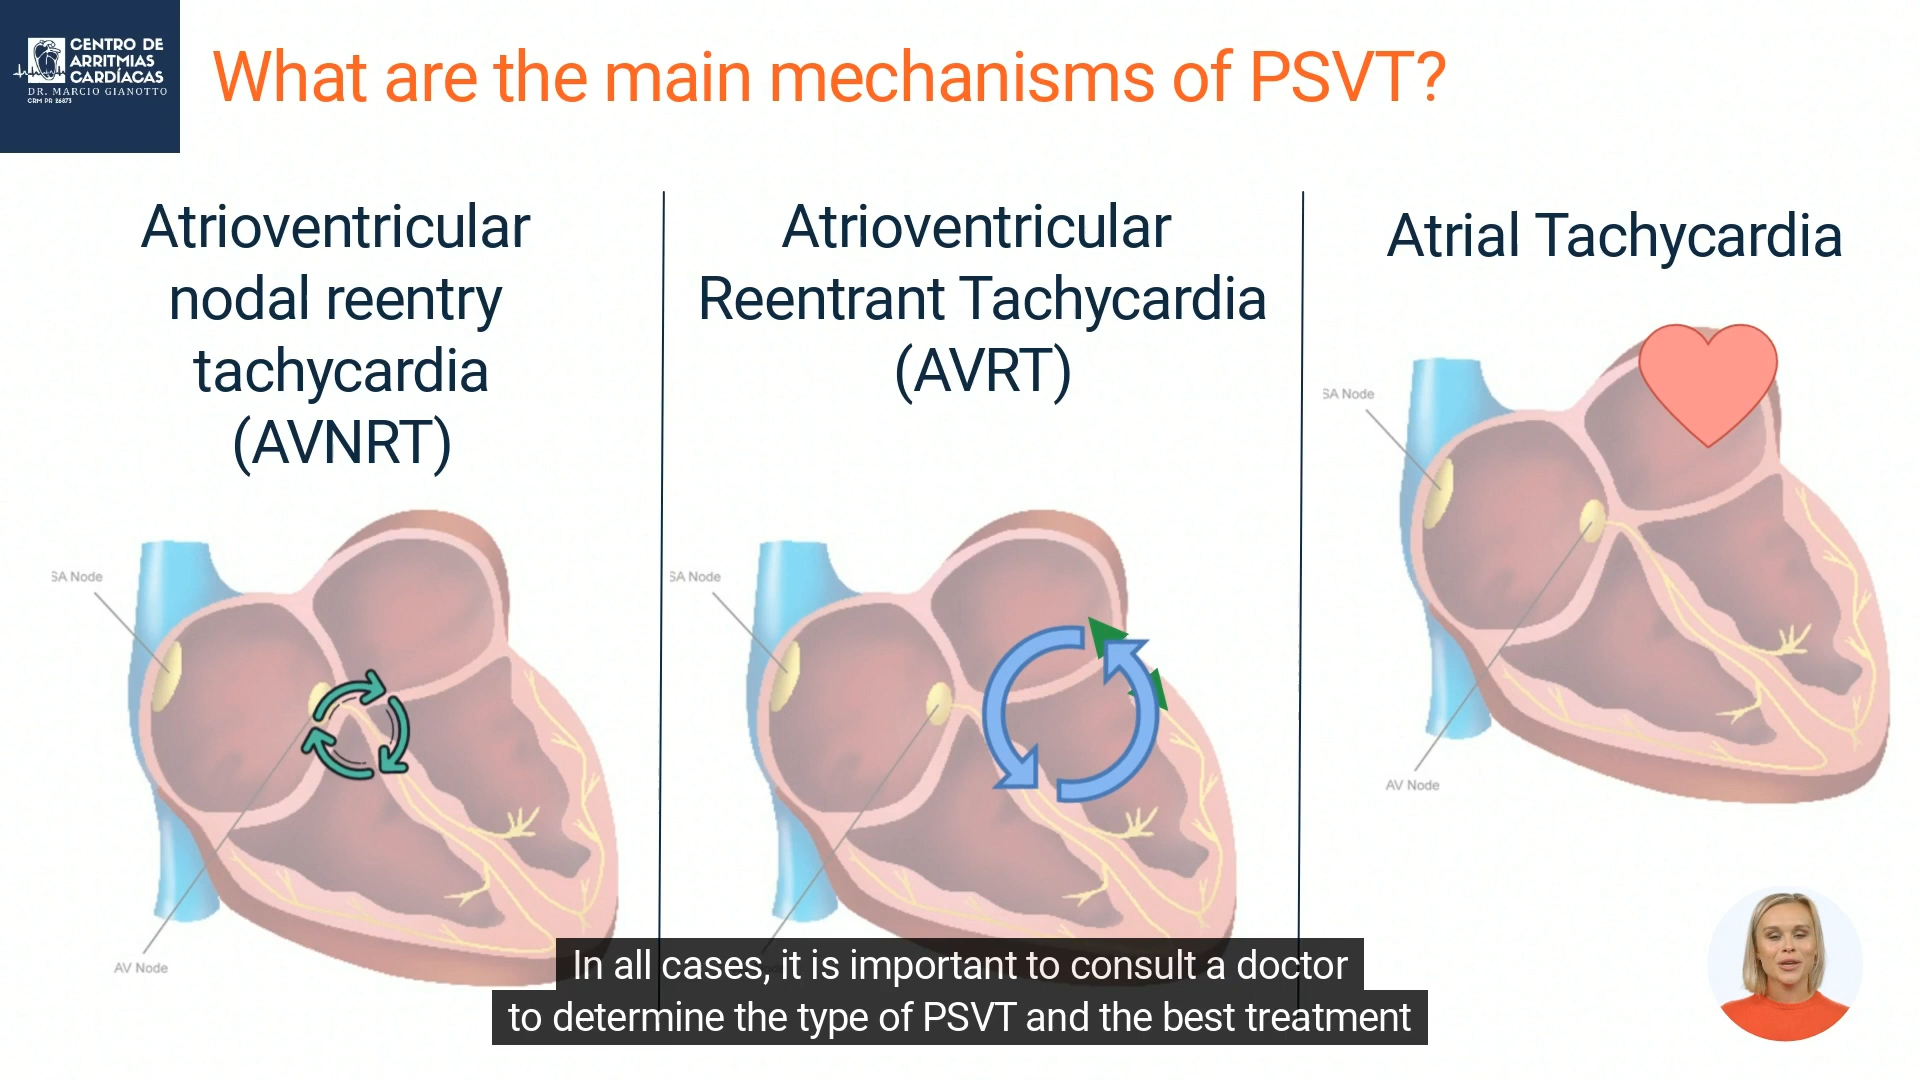 CENTRO DE
ARRITMIAS
CARDÍACAS
DR. MARCIO GIANOTTO
CRM PR 26873
What are the main mechanisms of PSVT?
Atrioventricular
nodal reentry
tachycardia
(AVNRT)
SA Node
AV Node
Atrioventricular
Reentrant Tachycardia
(AVRT)
SA Node
Atrial Tachycardia
SA Node
AV Node
In all cases, it is important to consult a doctor
to determine the type of PSVT and the best treatment